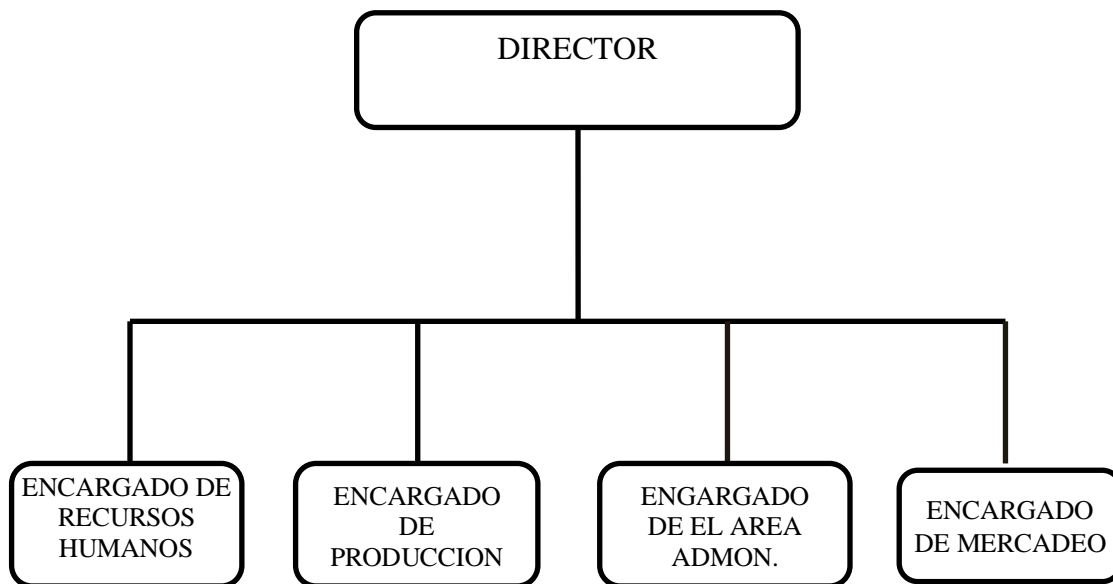 DIRECTOR
ENCARGADO DE
RECURSOS
HUMANOS
ENCARGADO
DE
PRODUCCION
ENGARGADO
DE EL AREA
ADMON.
ENCARGADO
DE MERCADEO